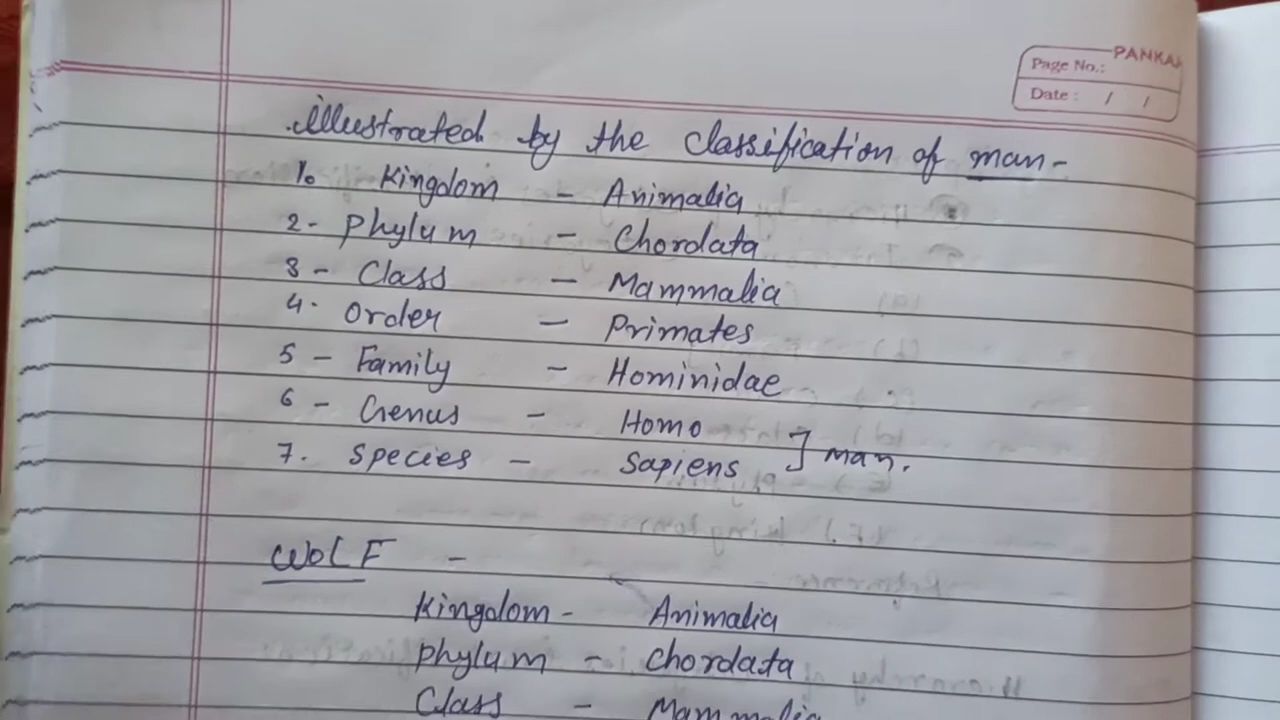 PANKAJ
Page No.:
Date : / /
illustrated by the classification of man-
1. Kingdom - Animalia
2- Phylum - Chordata
3 - Class - Mammalia
4. Order - Primates
5 - Family - Hominidae
6 - Genus - Homo
7. Species - Sapiens ] man.
WOLF -
Kingdom - Animalia
Phylum - Chordata
Class - Mammalia